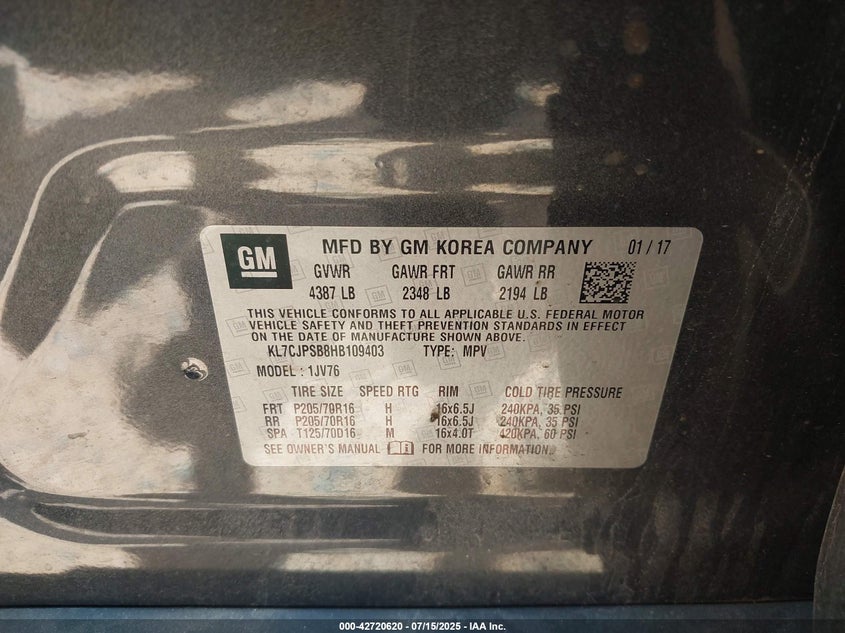 GM MFD BY GM KOREA COMPANY 01 / 17
GVWR GAWR FRT GAWR RR
4387 LB 2348 LB 2194 LB
THIS VEHICLE CONFORMS TO ALL APPLICABLE U.S. FEDERAL MOTOR
VEHICLE SAFETY AND THEFT PREVENTION STANDARDS IN EFFECT
ON THE DATE OF MANUFACTURE SHOWN ABOVE.
KL7CJPSB8HB109403 TYPE: MPV
MODEL : 1JV76
TIRE SIZE SPEED RTG RIM COLD TIRE PRESSURE
FRT P205/70R16 H 16x6.5J 240KPA, 35 PSI
RR P205/70R16 H 16x6.5J 240KPA, 35 PSI
SPA T125/70D16 M 16x4.0T 420KPA, 60 PSI
SEE OWNER'S MANUAL FOR MORE INFORMATION.
000-42720620 - 07/15/2025 - IAA Inc.